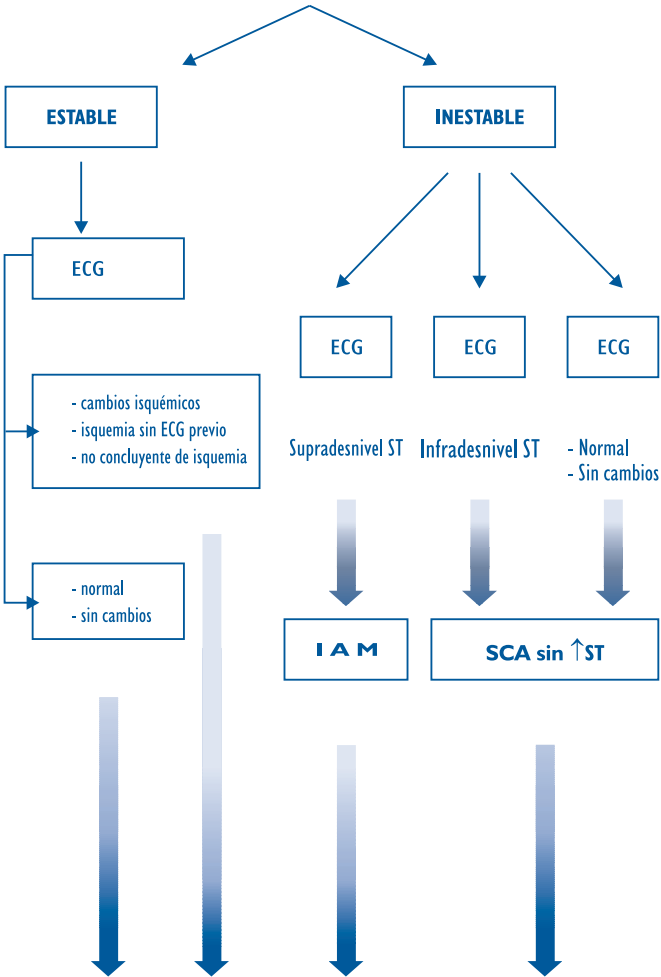 ESTABLE
INESTABLE
ECG
- cambios isquémicos
- isquemia sin ECG previo
- no concluyente de isquemia
- normal
- sin cambios
ECG
ECG
ECG
Supradesnivel ST
Infradesnivel ST
- Normal
- Sin cambios
IAM
SCA sin ↑ST